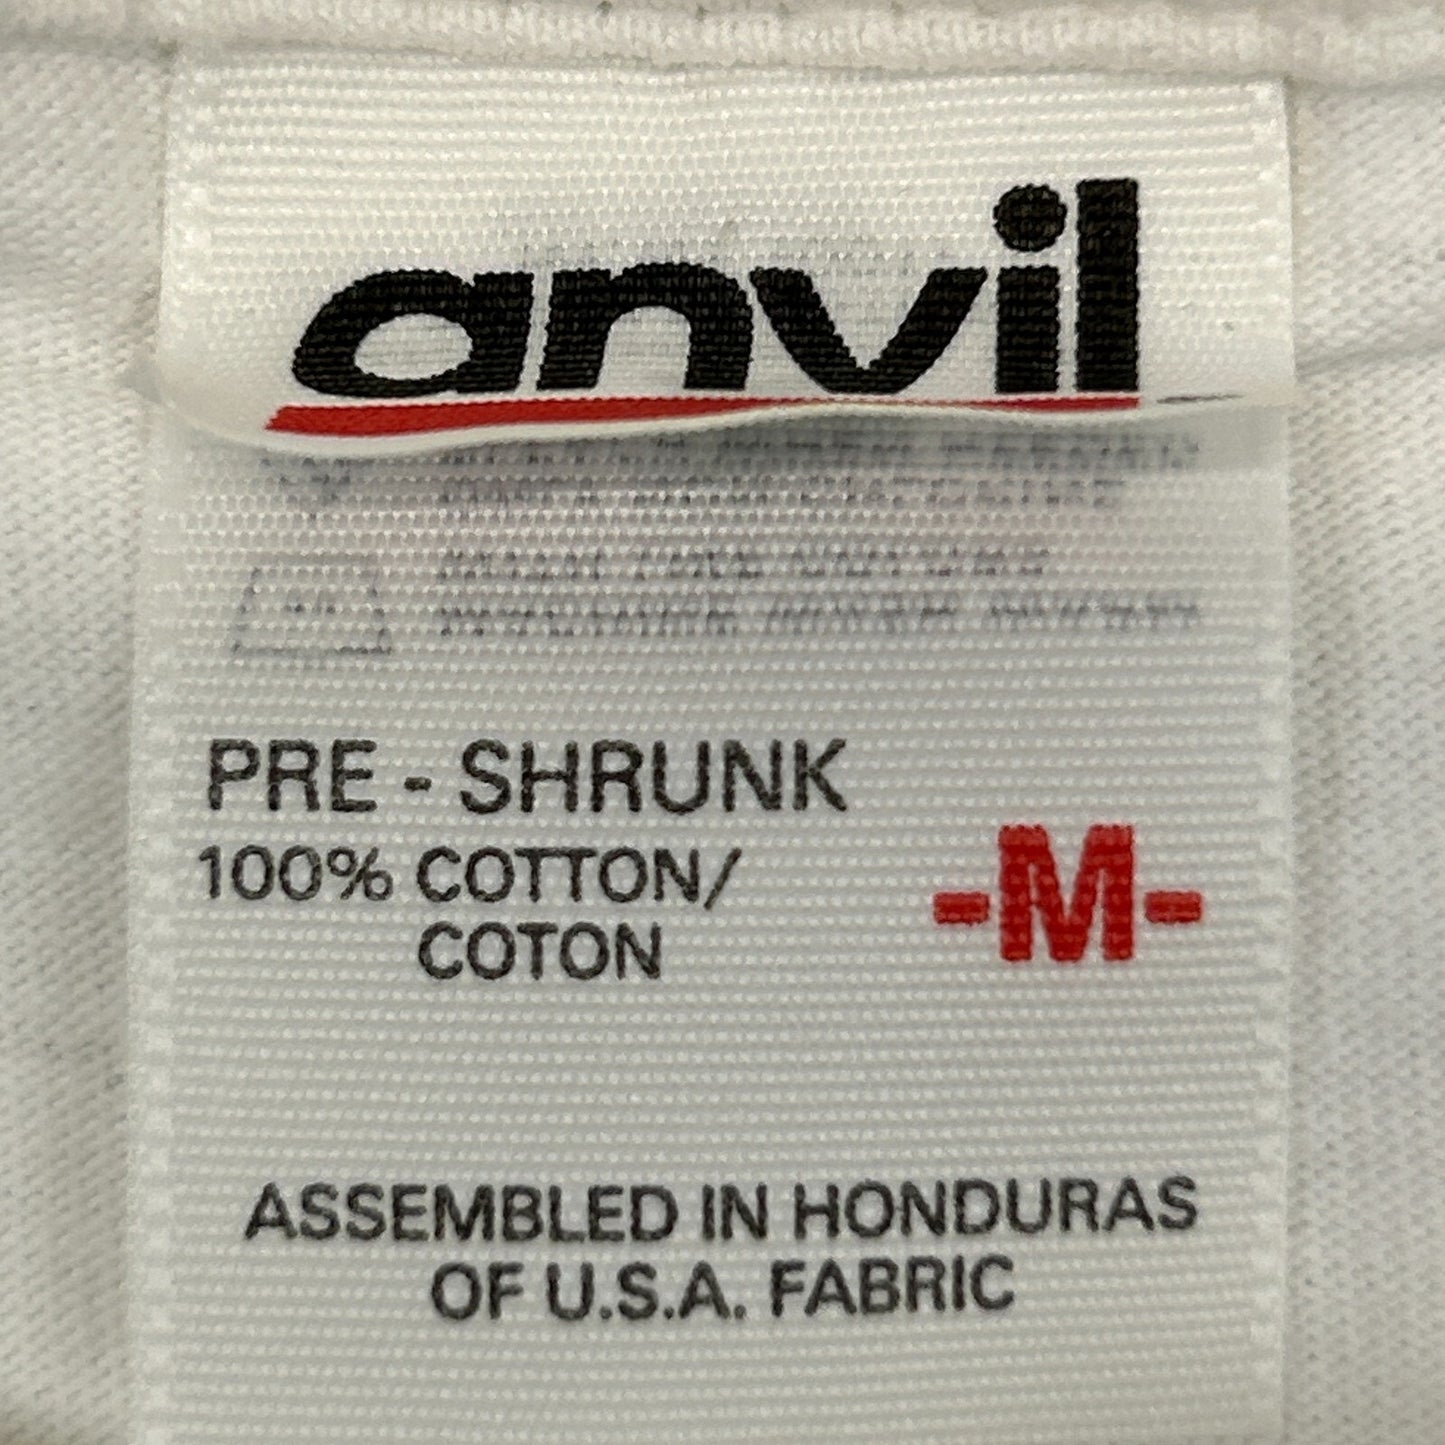 anvil
PRE - SHRUNK
100% COTTON/
COTON
-M-
ASSEMBLED IN HONDURAS
OF U.S.A. FABRIC